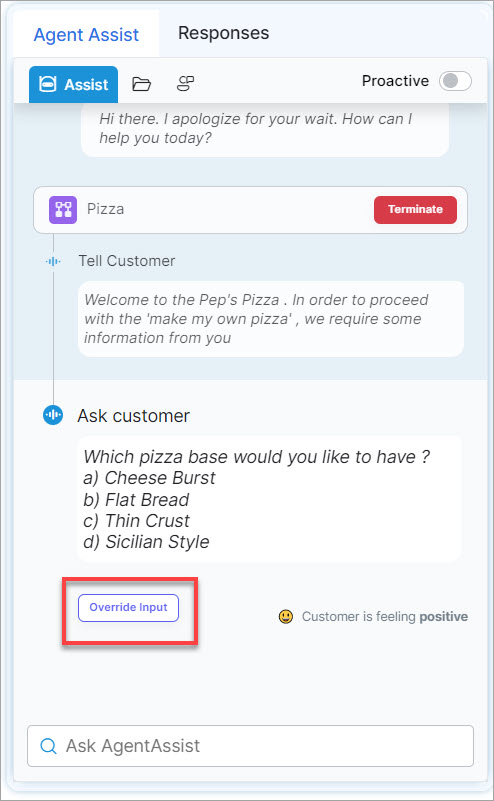 Agent Assist
Responses
Assist
Proactive
Hi there. I apologize for your wait. How can I
help you today?
Pizza
Terminate
Tell Customer
Welcome to the Pep's Pizza . In order to proceed
with the 'make my own pizza' , we require some
information from you
Ask customer
Which pizza base would you like to have ?
a) Cheese Burst
b) Flat Bread
c) Thin Crust
d) Sicilian Style
Override Input
Customer is feeling positive
Ask AgentAssist